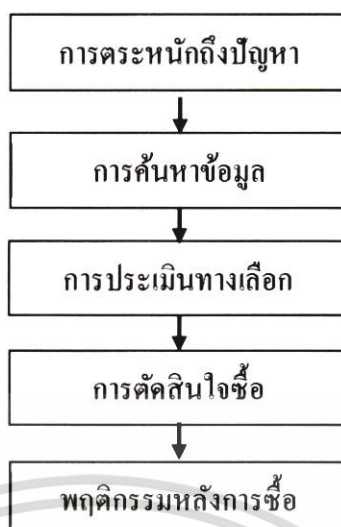 การตระหนักถึงปัญหา
การค้นหาข้อมูล
การประเมินทางเลือก
การตัดสินใจซื้อ
พฤติกรรมหลังการซื้อ